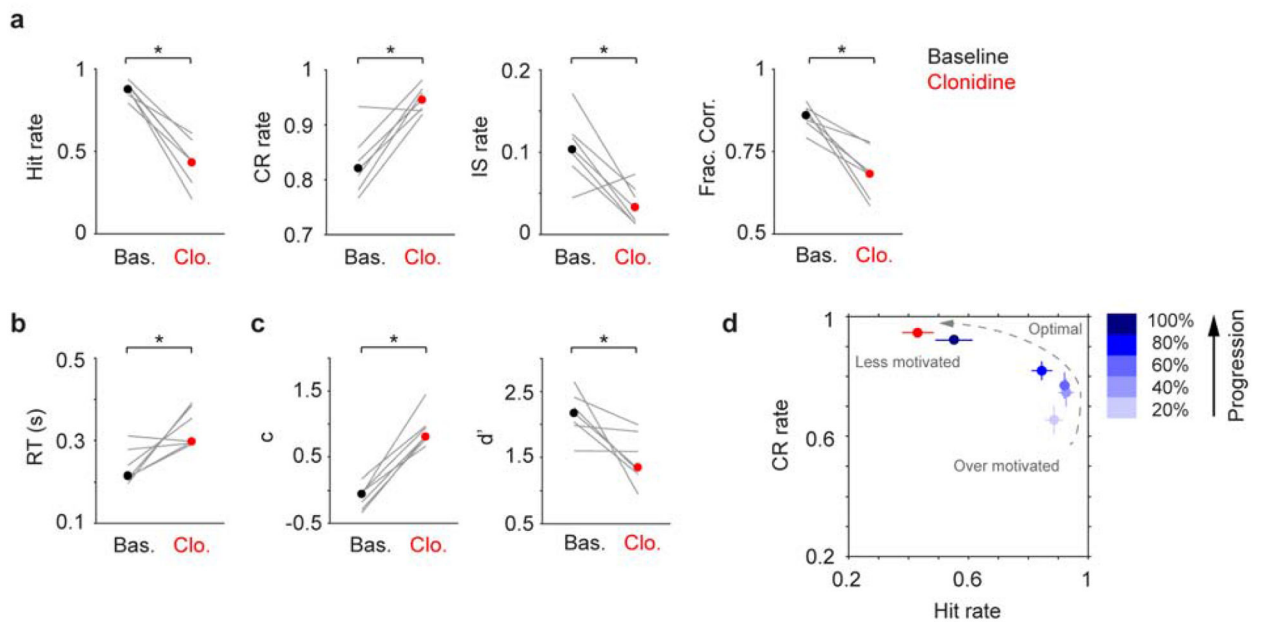 a
*
*
*
*
Baseline
Clonidine
Hit rate
1
0.5
0
Bas.
Clo.
CR rate
1
0.9
0.8
0.7
Bas.
Clo.
IS rate
0.2
0.1
0
Bas.
Clo.
Frac. Corr.
1
0.75
0.5
Bas.
Clo.
b
*
RT (s)
0.5
0.3
0.1
Bas.
Clo.
c
*
c
1.5
0.5
-0.5
Bas.
Clo.
*
d'
2.5
1.5
0.5
Bas.
Clo.
d
CR rate
1
0.6
0.2
0.2
0.6
1
Hit rate
Optimal
Less motivated
Over motivated
100%
80%
60%
40%
20%
Progression